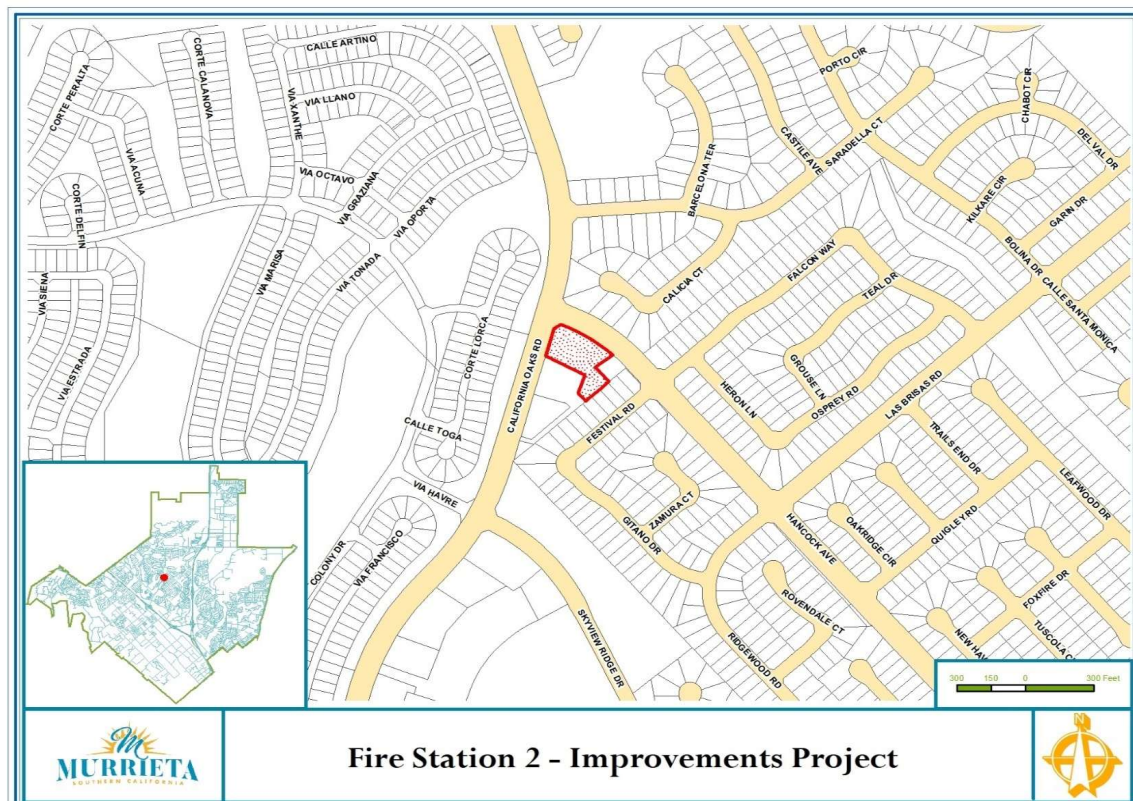 CORTE PERALTA
CORTE CALANOVA
CALLE ARTINO
VIA LLANO
VIA XANTHE
VIA ACUNA
VIA OCTAVO
VIA GRAZIANA
VIA OPORTA
CORTE DELFIN
VIA SIENA
VIA MARISA
VIA TONADA
VIA ESTRADA
CORTE LORCA
CALIFORNIA OAKS RD
CALLE TOGA
VIA HAVRE
COLONY DR
VIA FRANCISCO
SKYVIEW RIDGE DR
PORTO CIR
CASTILE AVE
SARADELLA CT
BARCELONA TER
CHABOT CIR
DEL VAL DR
KILKARE CIR
GARIN DR
BOLINA DR
CALLE SANTA MONICA
CALICIA CT
FALCON WAY
TEAL DR
GROUSE LN
OSPREY RD
HERON LN
LAS BRISAS RD
FESTIVAL RD
TRAILS END DR
LEAFWOOD DR
ZAMURA CT
GITANO DR
HANCOCK AVE
OAKRIDGE CIR
QUIGLEY RD
FOXFIRE DR
ROVENDALE CT
RIDGEWOOD RD
NEW HAV
TUSCOLA C
300 150 0 300 Feet
M
MURRIETA
SOUTHERN CALIFORNIA
Fire Station 2 - Improvements Project
N